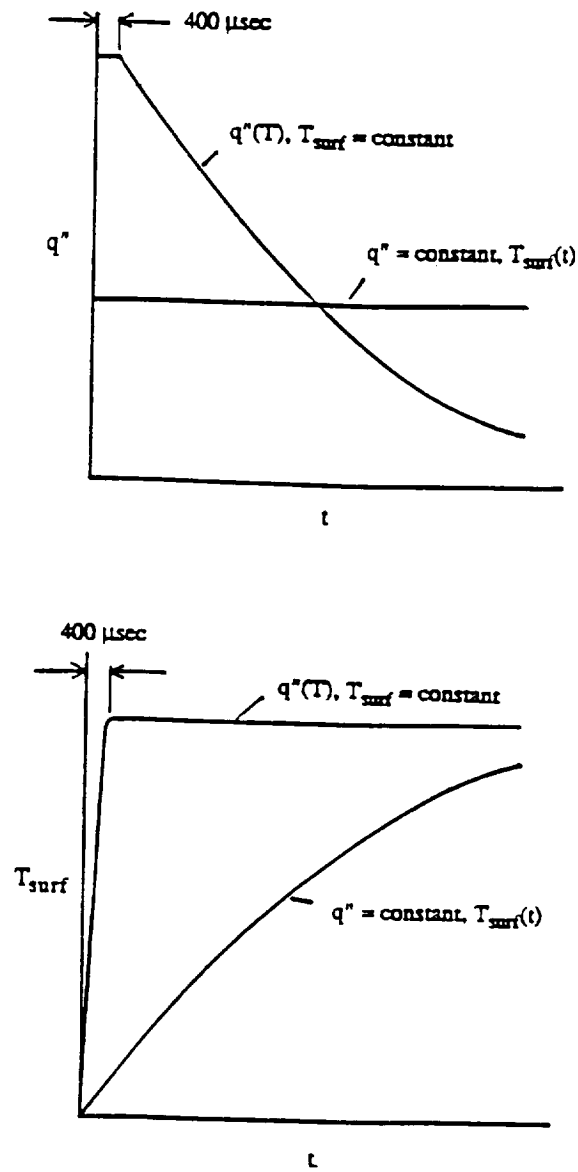 400 µsec
q"(T), T_surf = constant
q"
q" = constant, T_surf(t)
t
400 µsec
q"(T), T_surf = constant
T_surf
q" = constant, T_surf(t)
t